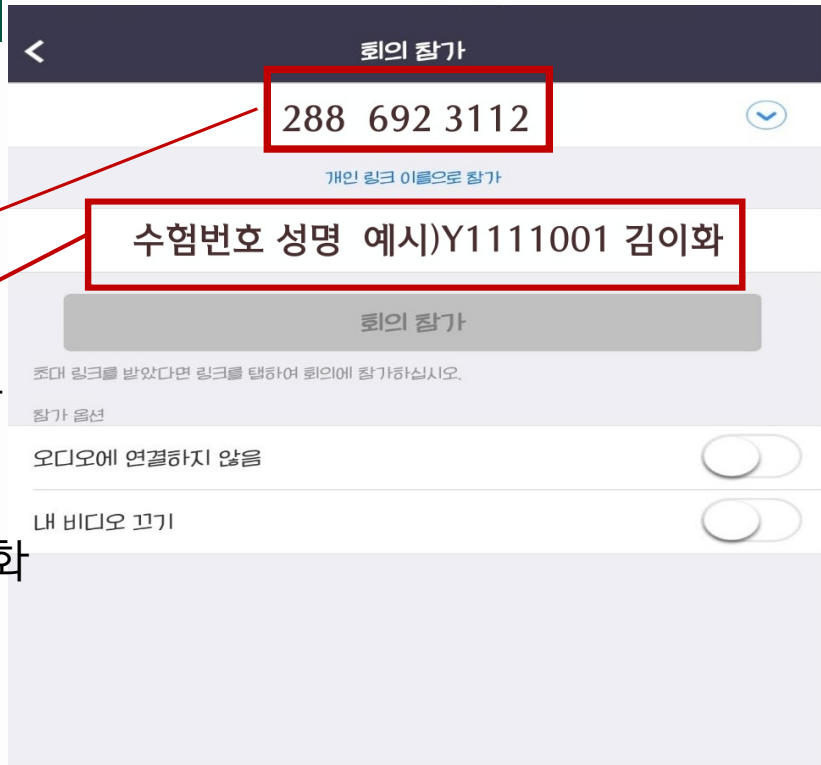 회의 참가
288 692 3112
개인 링크 이름으로 참가
수험번호 성명 예시)Y1111001 김이화
회의 참가
초대 링크를 받았다면 링크를 탭하여 회의에 참가하십시오.
참가 옵션
오디오에 연결하지 않음
내 비디오 끄기
화